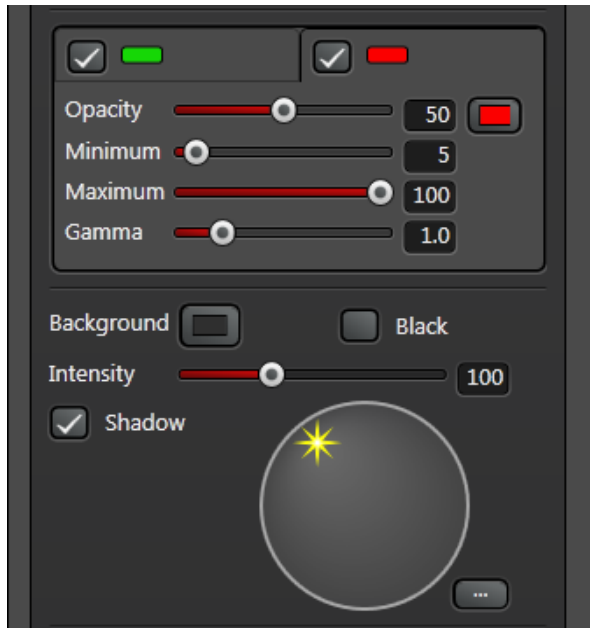 Opacity 50
Minimum 5
Maximum 100
Gamma 1.0
Background Black
Intensity 100
Shadow
...